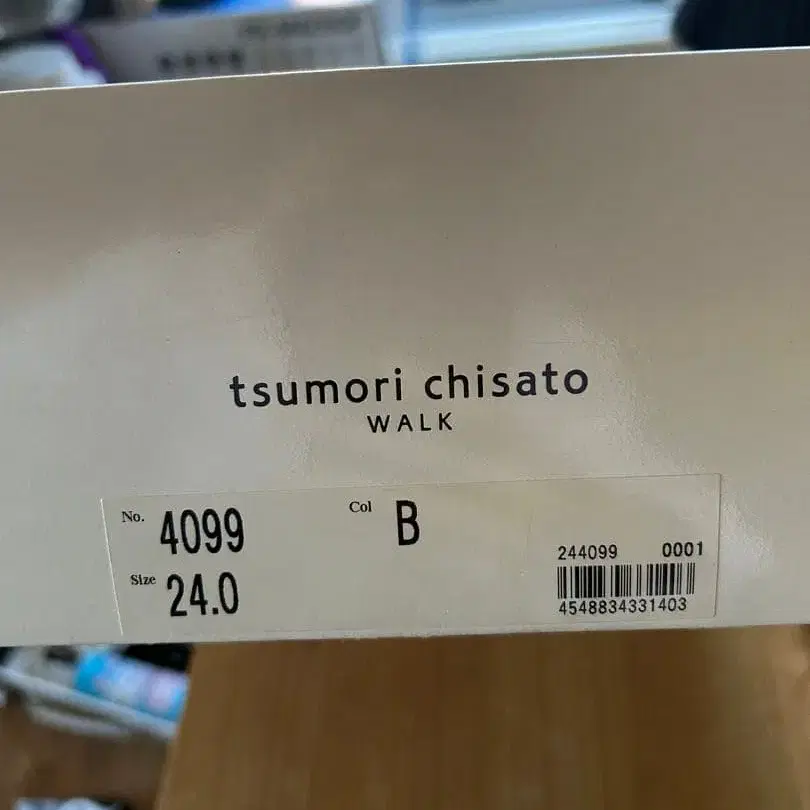 tsumori chisato
WALK
No. 4099 Col B
Size 24.0
244099 0001
4548834331403